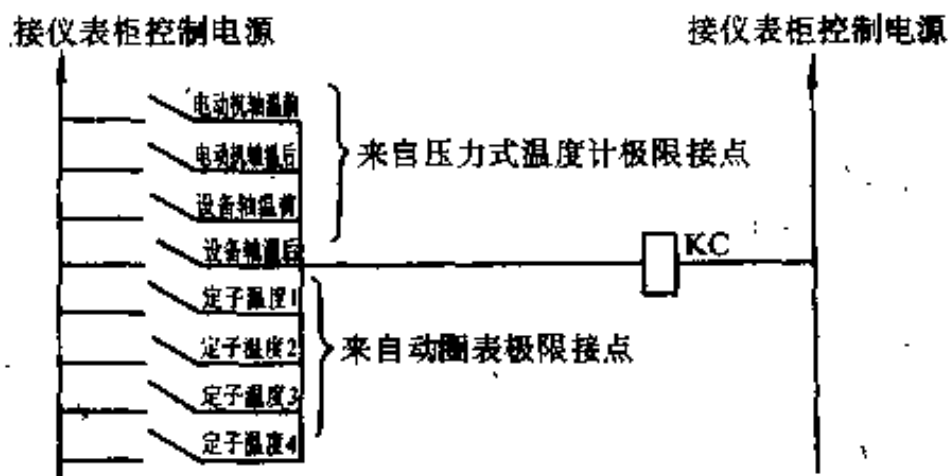 接仪表柜控制电源
接仪表柜控制电源
电动机轴温前
电动机轴温后
来自压力式温度计极限接点
设备轴温前
设备轴温后
KC
定子温度1
定子温度2
来自动圈表极限接点
定子温度3
定子温度4